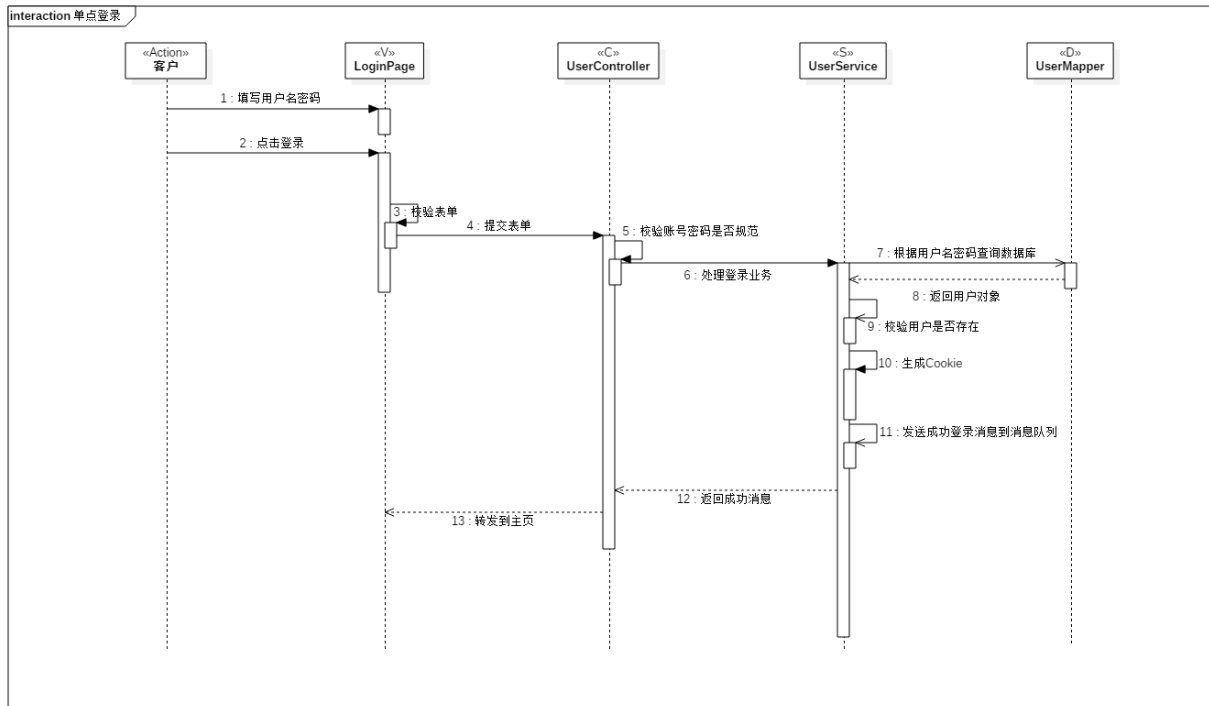 interaction 单点登录
«Action»
客户
«V»
LoginPage
«C»
UserController
«S»
UserService
«D»
UserMapper
1 : 填写用户名密码
2 : 点击登录
3 : 校验表单
4 : 提交表单
5 : 校验账号密码是否规范
6 : 处理登录业务
7 : 根据用户名密码查询数据库
8 : 返回用户对象
9 : 校验用户是否存在
10 : 生成Cookie
11 : 发送成功登录消息到消息队列
12 : 返回成功消息
13 : 转发到主页